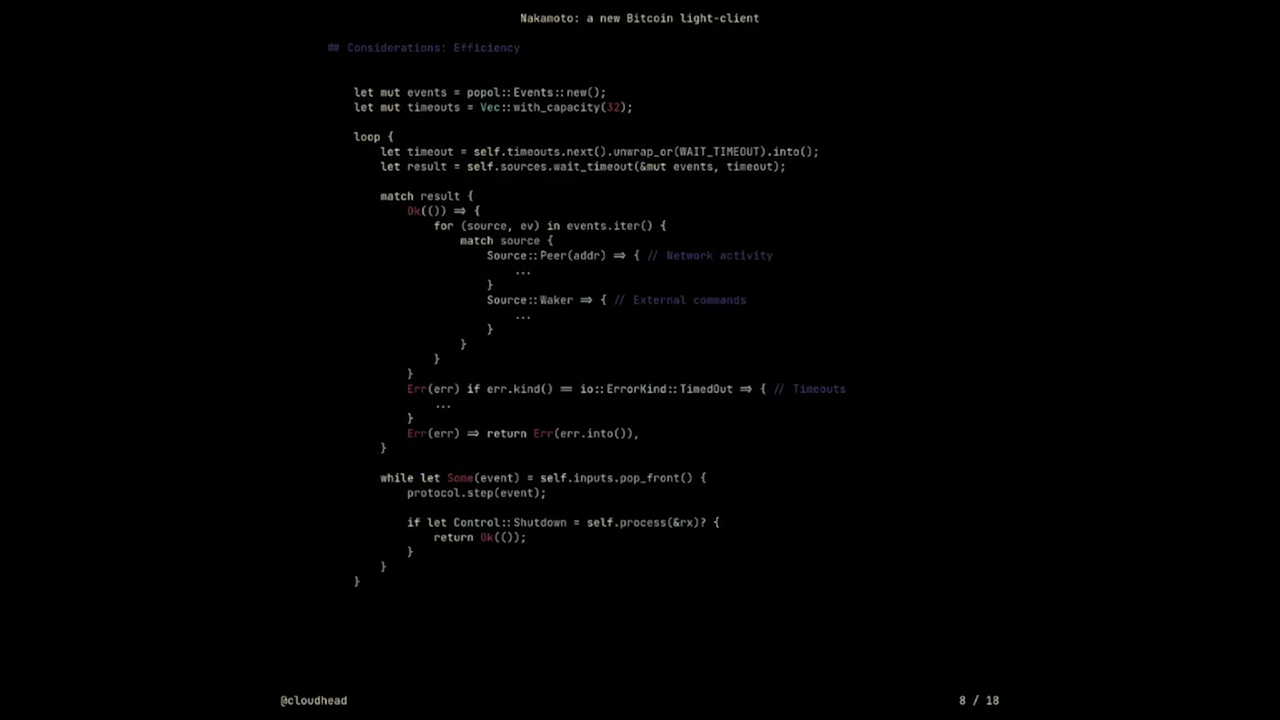 Nakamoto: a new Bitcoin light-client
## Considerations: Efficiency
let mut events = popol::Events::new();
let mut timeouts = Vec::with_capacity(32);
loop {
let timeout = self.timeouts.next().unwrap_or(WAIT_TIMEOUT).into();
let result = self.sources.wait_timeout(&mut events, timeout);
match result {
Ok(()) => {
for (source, ev) in events.iter() {
match source {
Source::Peer(addr) => { // Network activity
...
}
Source::Waker => { // External commands
...
}
}
}
}
Err(err) if err.kind() == io::ErrorKind::TimedOut => { // Timeouts
...
}
Err(err) => return Err(err.into()),
}
while let Some(event) = self.inputs.pop_front() {
protocol.step(event);
if let Control::Shutdown = self.process(&rx)? {
return Ok(());
}
}
}
@cloudhead
8 / 18